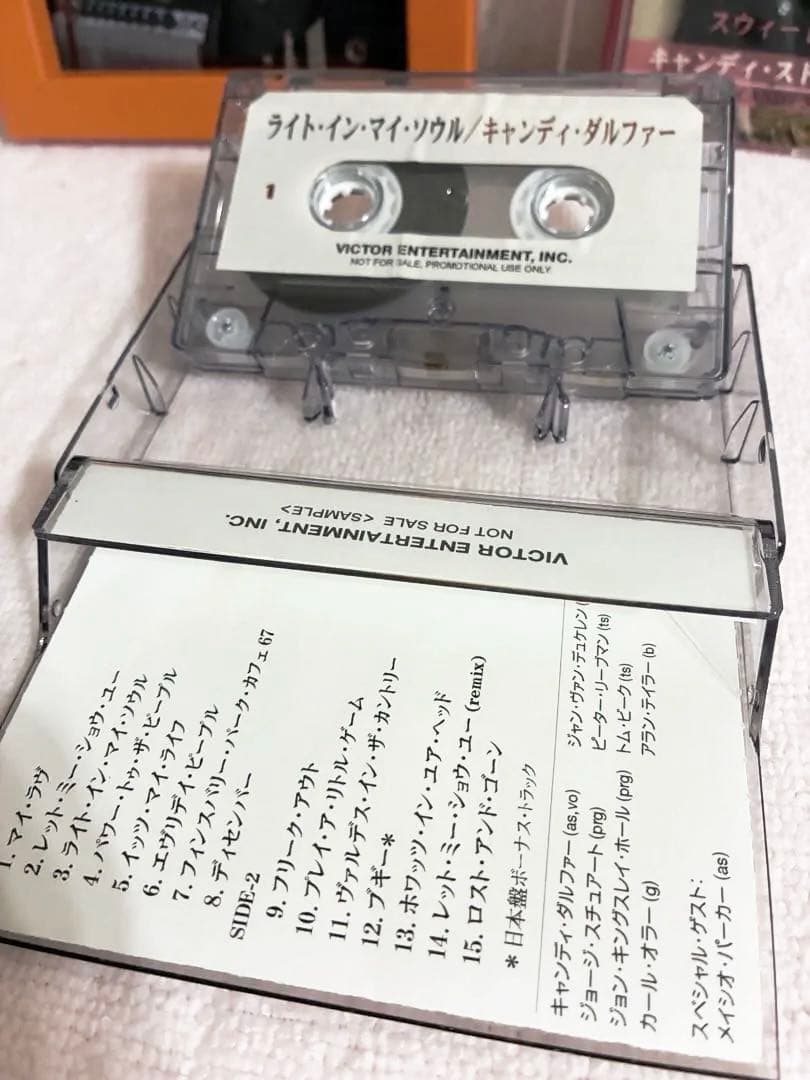 スウィー
キャンディ・スト
ライト・イン・マイ・ソウル/キャンディ・ダルファー
1
VICTOR ENTERTAINMENT, INC.
NOT FOR SALE, PROMOTIONAL USE ONLY.
VICTOR ENTERTAINMENT, INC.
NOT FOR SALE <SAMPLE>
1. マイ・ラヴ
2. レット・ミー・ショウ・ユー
3. ライト・イン・マイ・ソウル
4. パワー・トゥ・ザ・ピープル
5. イッツ・マイ・ライフ
6. エヴリデイ・ピープル
7. フィンスバリー・パーク・カフェ 67
8. ディセンバー
SIDE-2
9. フリーク・アウト
10. プレイ・ア・リトル・ゲーム
11. ヴァルデス・イン・ザ・カントリー
12. ブギー*
13. ホワッツ・イン・ユア・ヘッド
14. レット・ミー・ショウ・ユー (remix)
15. ロスト・アンド・ゴーン
*日本盤ボーナス・トラック
キャンディ・ダルファー (as,vo)
ジョージ・スチュアート (prg)
ジョン・キングスレイ・ホール (prg)
カール・オラー (g)
ジャン・ヴァン・デュケレン (
ピーター・リーブマン (ts)
トム・ビーク (ts)
アラン・テイラー (b)
スペシャル・ゲスト:
メイシオ・パーカー (as)